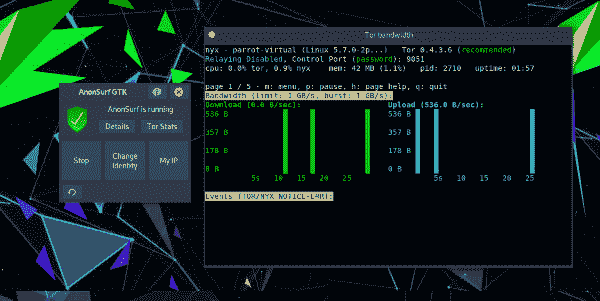 AnonSurf GTK
AnonSurf is running
Details
Tor Stats
Stop
Change
Identity
My IP
Tor bandwidth
nyx - parrot-virtual (Linux 5.7.0-2p...) Tor 0.4.3.6 (recommended)
Relaying Disabled, Control Port (password): 9051
cpu: 0.0% tor, 0.9% nyx mem: 42 MB (1.1%) pid: 2710 uptime: 01:57
page 1 / 5 - m: menu, p: pause, h: page help, q: quit
Bandwidth (limit: 1 GB/s, burst: 1 GB/s):
Download (0.0 B/sec): Upload (536.0 B/sec):
536 B 536 B
357 B 357 B
178 B 178 B
0 B 0 B
5s 10 15 20 25 5s 10 15 20 25
Events (TOR/NYX NOTICE-ERR):